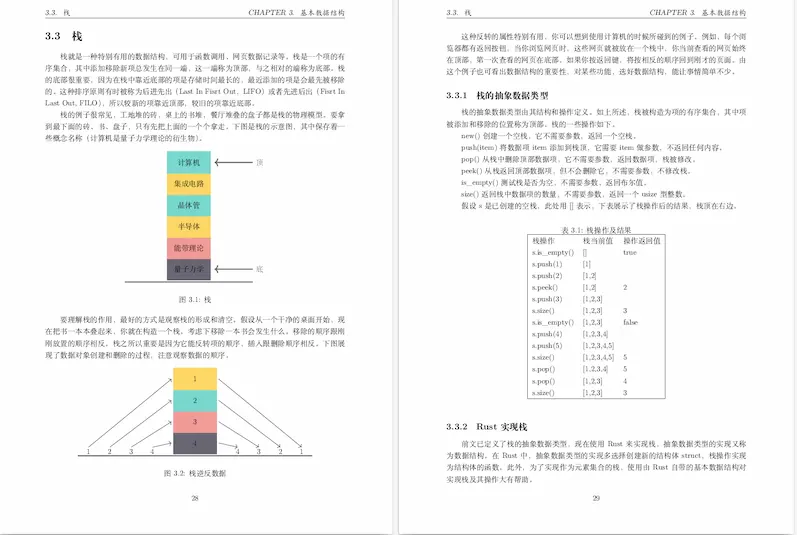 3.3. 栈 CHAPTER 3. 基本数据结构
3.3 栈
栈就是一种特别有用的数据结构，可用于函数调用、网页数据记录等。栈是一个项的有
序集合，其中添加移除新项总发生在同一端，这一端称为顶部，与之相对的端称为底部。栈
的底部很重要，因为在栈中靠近底部的项是存储时间最长的，最近添加的项是会最先被移除
的。这种排序原则有时被称为后进先出（Last In Fisrt Out, LIFO）或者先进后出（Fisrt In
Last Out, FILO），所以较新的项靠近顶部，较旧的项靠近底部。
栈的例子很常见，工地堆的砖，桌上的书堆，餐厅堆叠的盘子都是栈的物理模型。要拿
到最下面的砖、书、盘子，只有先把上面的一个个拿走。下图是栈的示意图，其中保存着一
些概念名称（计算机是量子力学理论的衍生物）。
计算机 顶
集成电路
晶体管
半导体
能带理论
量子力学 底
图 3.1: 栈
要理解栈的作用，最好的方式是观察栈的形成和清空。假设从一个干净的桌面开始，现
在把书一本本叠起来，你就在构造一个栈。考虑下移除一本书会发生什么。移除的顺序跟刚
刚放置的顺序相反。栈之所以重要是因为它能反转项的顺序，插入跟删除顺序相反。下图展
现了数据对象创建和删除的过程，注意观察数据的顺序。
1
2
3
4
1 2 3 4 4 3 2 1
图 3.2: 栈逆反数据
28
3.3. 栈 CHAPTER 3. 基本数据结构
这种反转的属性特别有用，你可以想到使用计算机的时候所碰到的例子。例如，每个浏
览器都有返回按钮，当你浏览网页时，这些网页就被放在一个栈中，你当前查看的网页始终
在顶部，第一次查看的网页在底部。如果你按返回键，将按相反的顺序回到刚才的页面。由
这个例子也可看出数据结构的重要性，对某些功能，选好数据结构，能让事情简单不少。
3.3.1 栈的抽象数据类型
栈的抽象数据类型由其结构和操作定义。如上所述，栈被构造为项的有序集合，其中项
被添加和移除的位置称为顶部。栈的一些操作如下。
new() 创建一个空栈，它不需要参数，返回一个空栈。
push(item) 将数据项 item 添加到栈顶，它需要 item 做参数，不返回任何内容。
pop() 从栈中删除顶部数据项，它不需要参数，返回数据项，栈被修改。
peek() 从栈返回顶部数据项，但不会删除它，不需要参数，不修改栈。
is_empty() 测试栈是否为空，不需要参数，返回布尔值。
size() 返回栈中数据项的数量，不需要参数，返回一个 usize 型整数。
假设 s 是已创建的空栈，此处用 [] 表示，下表展示了栈操作后的结果，栈顶在右边。
表 3.1: 栈操作及结果
栈操作 栈当前值 操作返回值
s.is_empty() [] true
s.push(1) [1]
s.push(2) [1,2]
s.peek() [1,2] 2
s.push(3) [1,2,3]
s.size() [1,2,3] 3
s.is_empty() [1,2,3] false
s.push(4) [1,2,3,4]
s.push(5) [1,2,3,4,5]
s.size() [1,2,3,4,5] 5
s.pop() [1,2,3,4] 5
s.pop() [1,2,3] 4
s.size() [1,2,3] 3
3.3.2 Rust 实现栈
前文已定义了栈的抽象数据类型，现在使用 Rust 来实现栈，抽象数据类型的实现又称
为数据结构。在 Rust 中，抽象数据类型的实现多选择创建新的结构体 struct，栈操作实现
为结构体的函数。此外，为了实现作为元素集合的栈，使用由 Rust 自带的基本数据结构对
实现栈及其操作大有帮助。
29